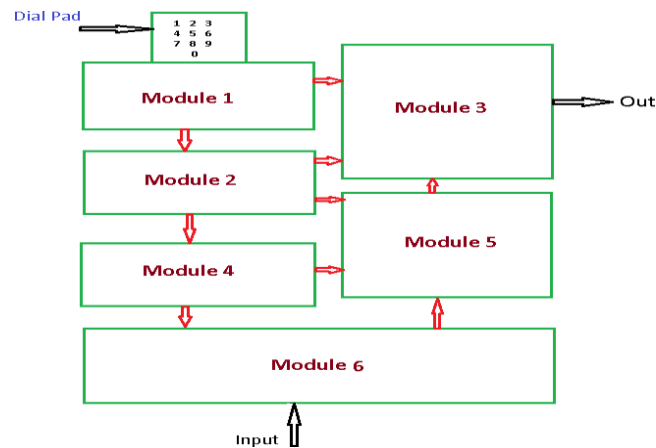 Dial Pad
1 2 3
4 5 6
7 8 9
0
Module 1
Module 3
Out
Module 2
Module 5
Module 4
Module 6
Input